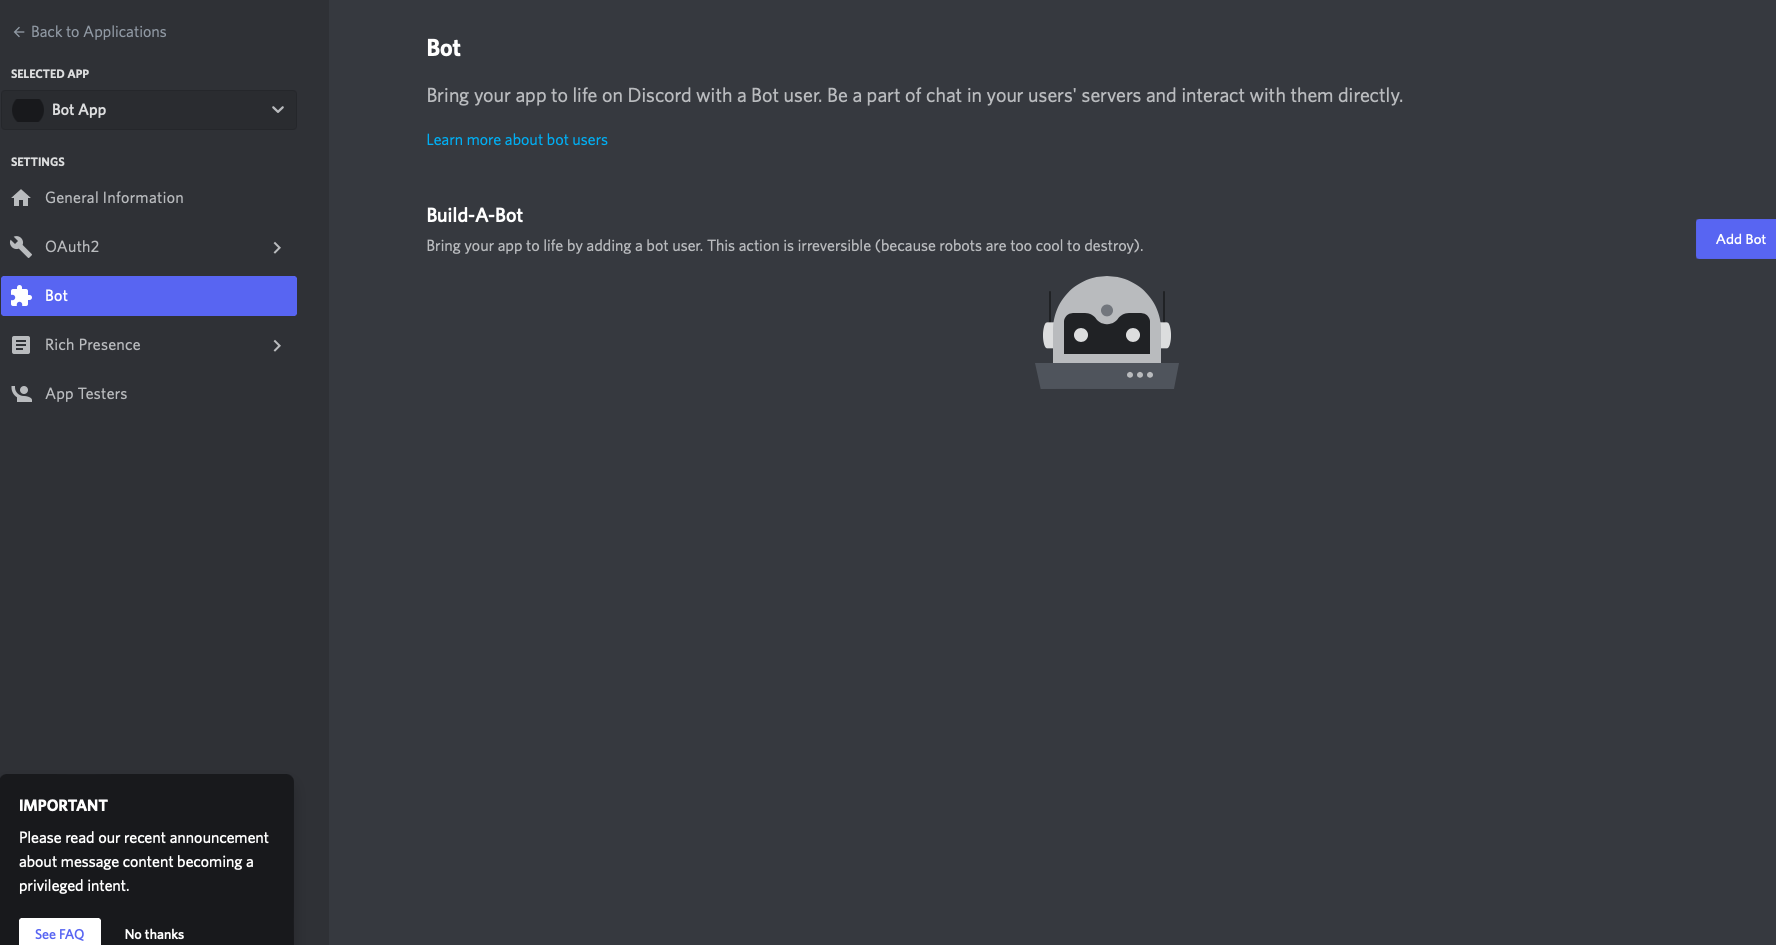 Back to Applications
SELECTED APP
Bot App
SETTINGS
General Information
OAuth2
Bot
Rich Presence
App Testers
IMPORTANT
Please read our recent announcement
about message content becoming a
privileged intent.
See FAQ No thanks
Bot
Bring your app to life on Discord with a Bot user. Be a part of chat in your users' servers and interact with them directly.
Learn more about bot users
Build-A-Bot
Bring your app to life by adding a bot user. This action is irreversible (because robots are too cool to destroy).
Add Bot